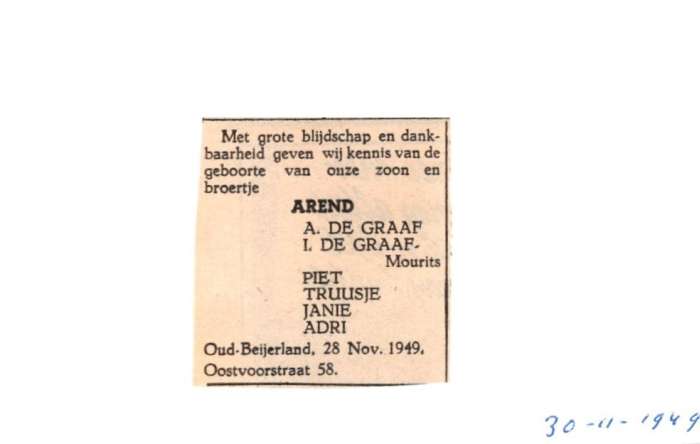 Met grote blijdschap en dank-
baarheid geven wij kennis van de
geboorte van onze zoon en
broertje
AREND
A. DE GRAAF
I. DE GRAAF-
Mourits
PIET
TRUUSJE
JANIE
ADRI
Oud-Beijerland, 28 Nov. 1949.
Oostvoorstraat 58.
30-11-1949